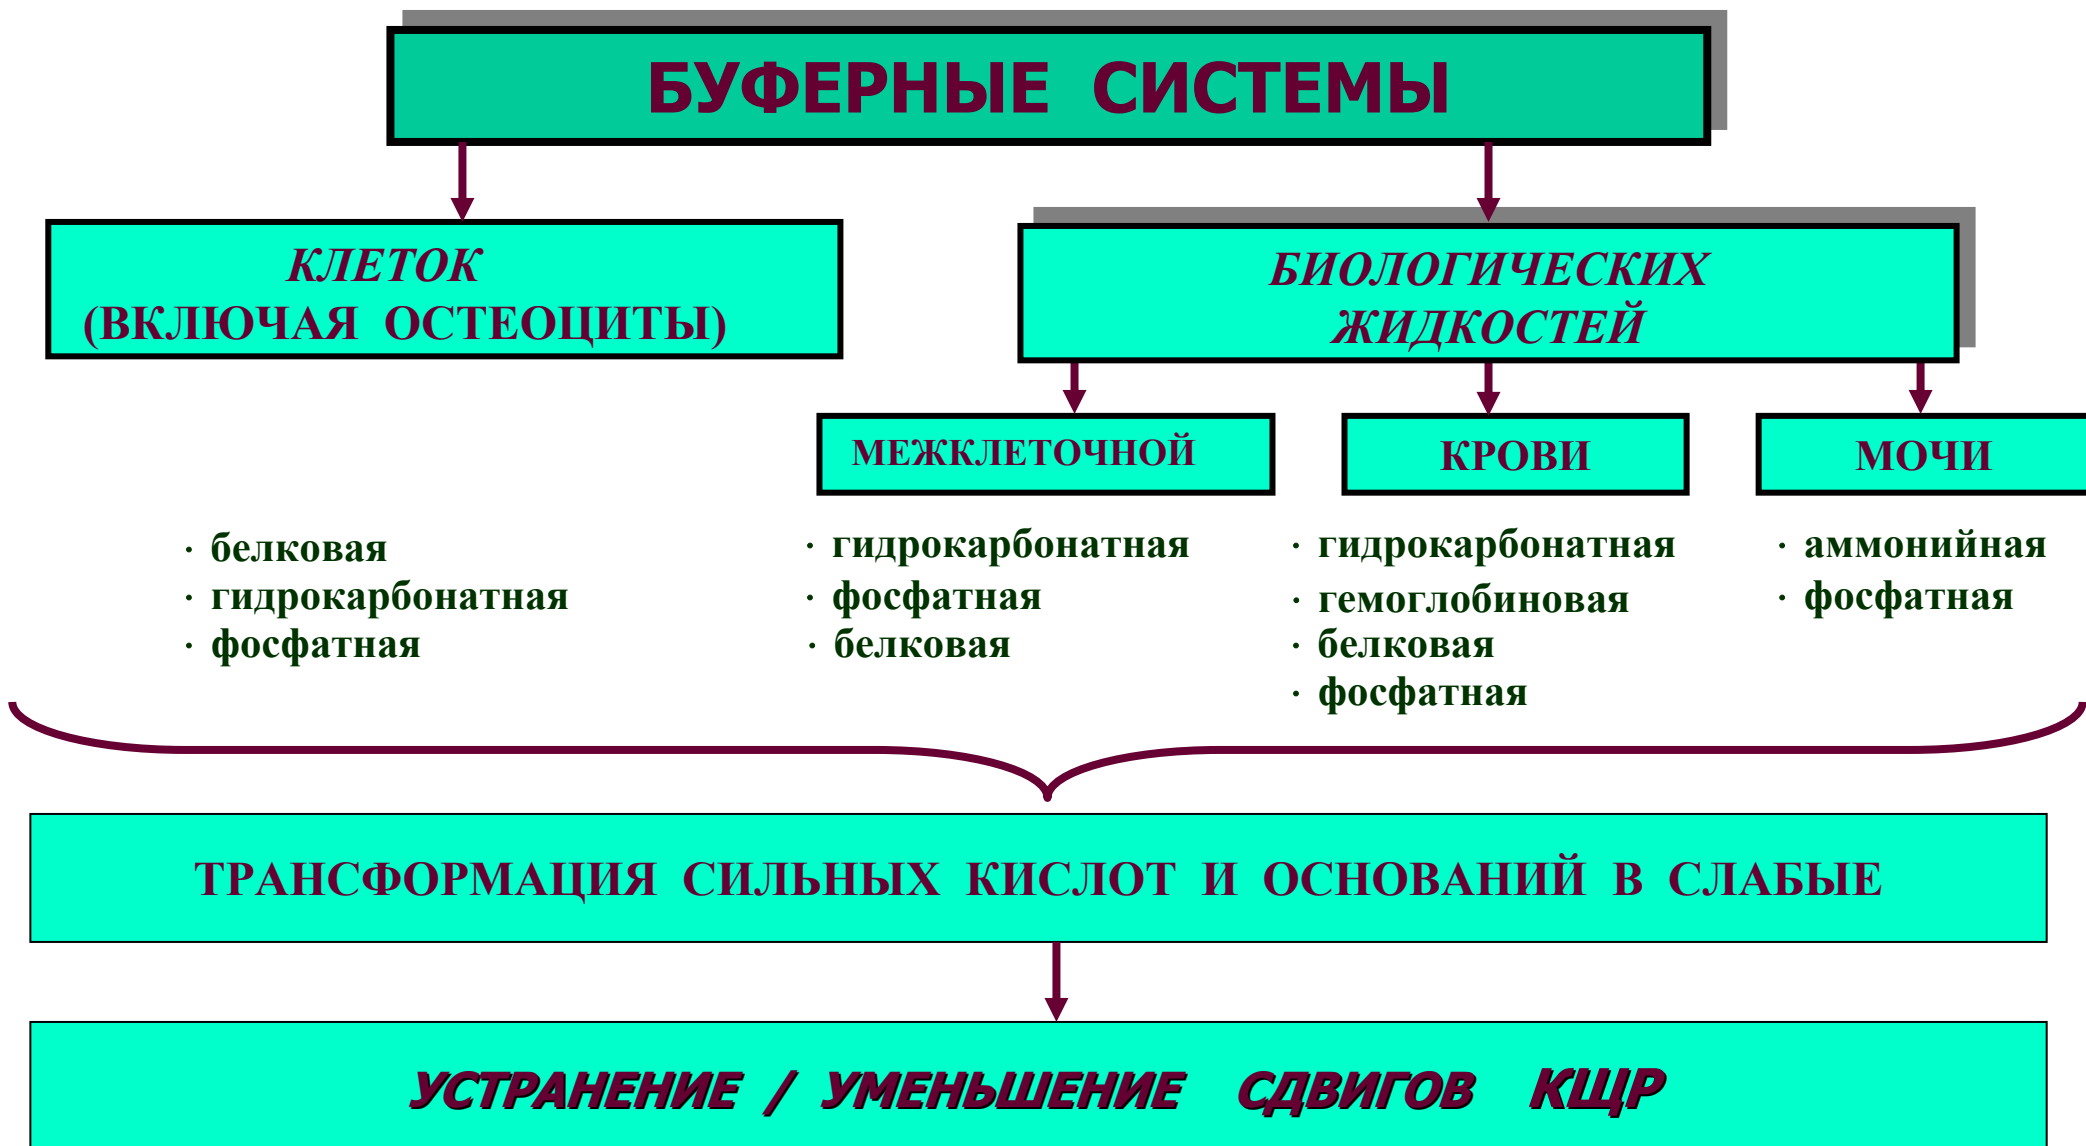 БУФЕРНЫЕ СИСТЕМЫ
КЛЕТОК
(ВКЛЮЧАЯ ОСТЕОЦИТЫ)
БИОЛОГИЧЕСКИХ
ЖИДКОСТЕЙ
МЕЖКЛЕТОЧНОЙ
КРОВИ
МОЧИ
· белковая
· гидрокарбонатная
· фосфатная
· гидрокарбонатная
· фосфатная
· белковая
· гидрокарбонатная
· гемоглобиновая
· белковая
· фосфатная
· аммонийная
· фосфатная
ТРАНСФОРМАЦИЯ СИЛЬНЫХ КИСЛОТ И ОСНОВАНИЙ В СЛАБЫЕ
УСТРАНЕНИЕ / УМЕНЬШЕНИЕ СДВИГОВ КЩР